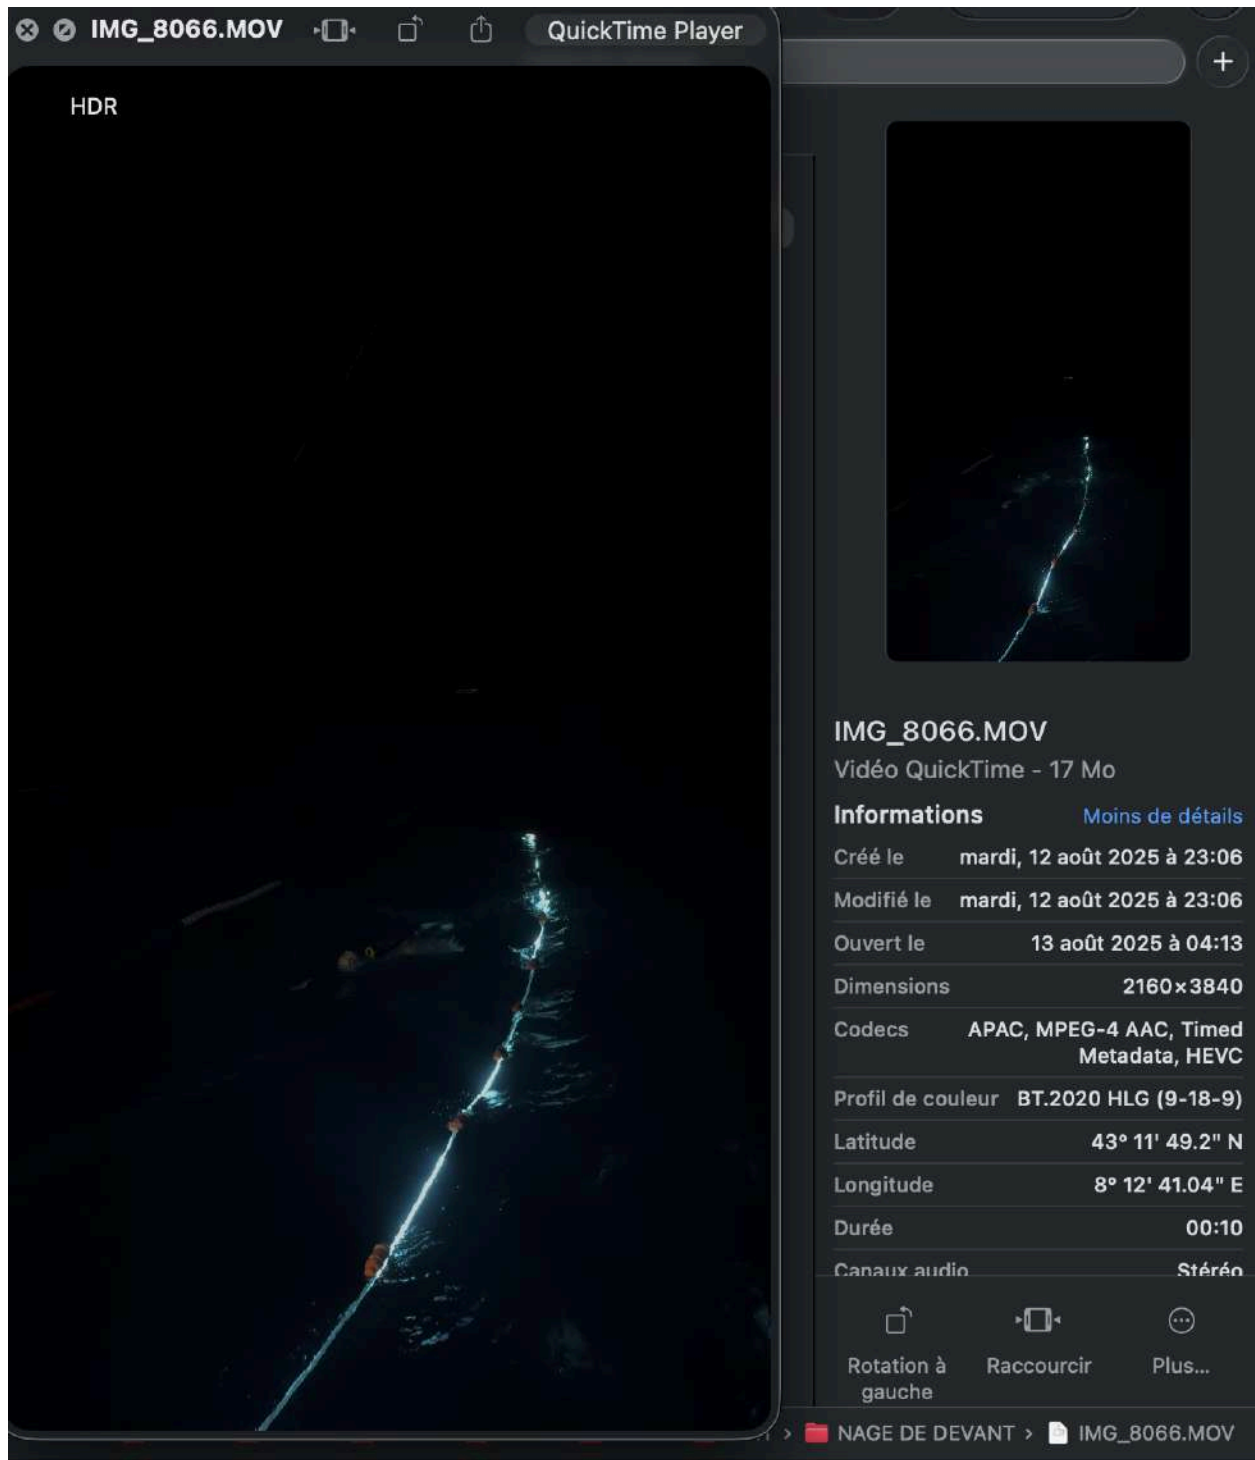 IMG_8066.MOV
QuickTime Player
HDR
IMG_8066.MOV
Vidéo QuickTime - 17 Mo
Informations Moins de détails
Créé le mardi, 12 août 2025 à 23:06
Modifié le mardi, 12 août 2025 à 23:06
Ouvert le 13 août 2025 à 04:13
Dimensions 2160×3840
Codecs APAC, MPEG-4 AAC, Timed
Metadata, HEVC
Profil de couleur BT.2020 HLG (9-18-9)
Latitude 43° 11' 49.2" N
Longitude 8° 12' 41.04" E
Durée 00:10
Canaux audio Stéréo
Rotation à
gauche
Raccourcir
Plus...
› NAGE DE DEVANT › IMG_8066.MOV